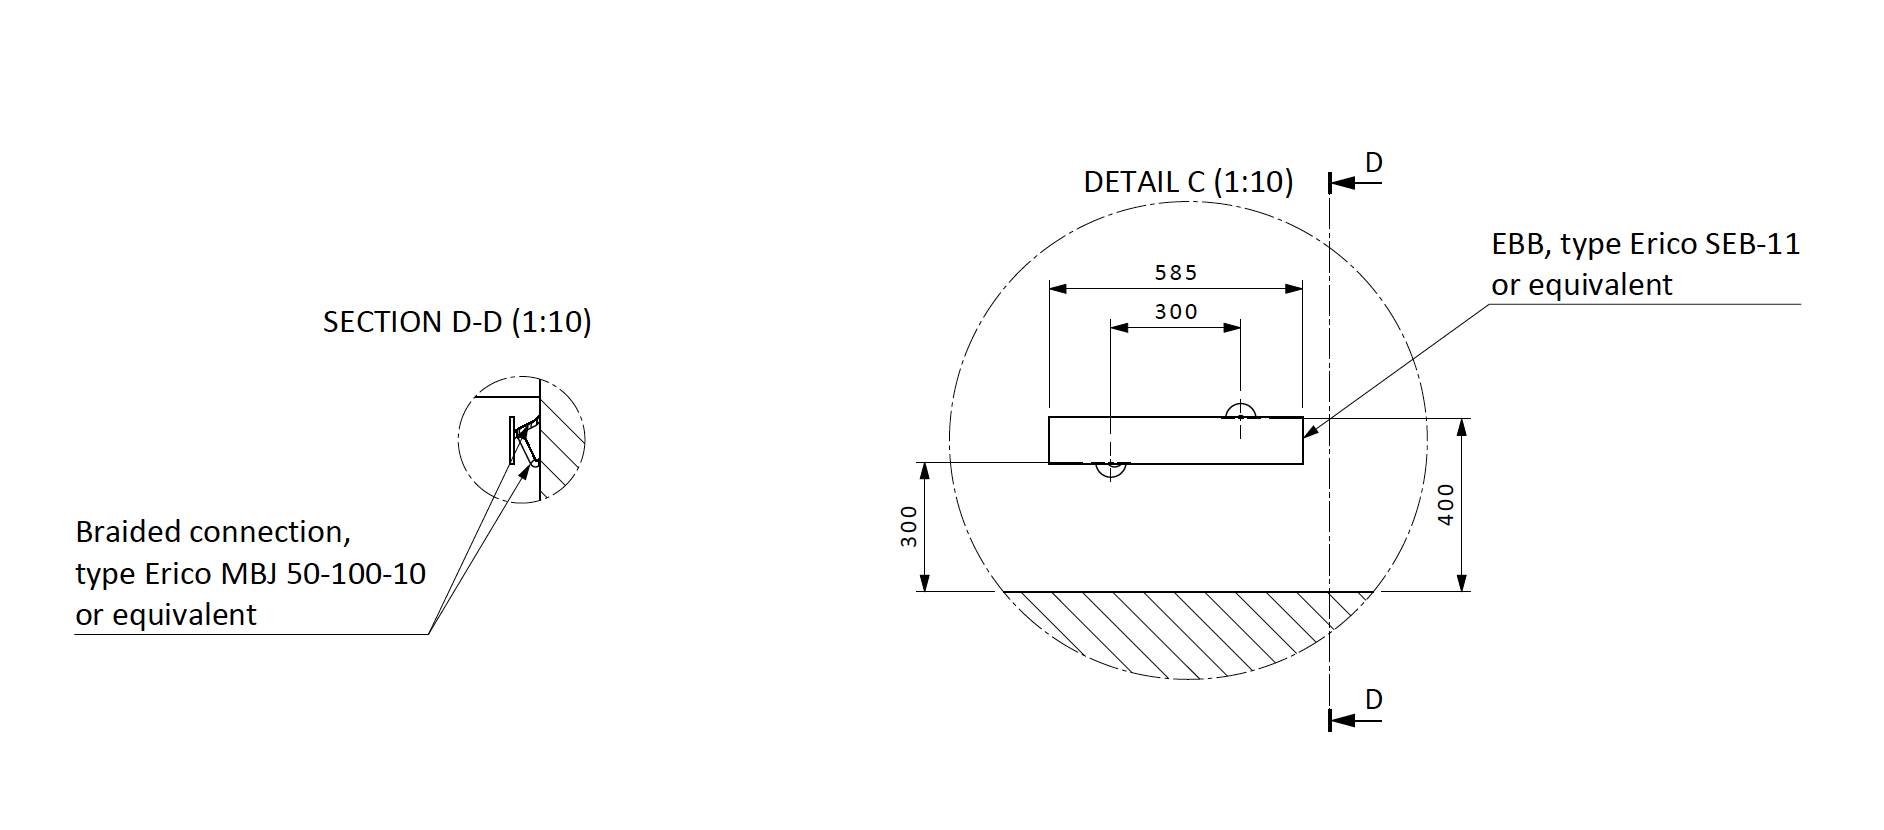 SECTION D-D (1:10)
Braided connection,
type Erico MBJ 50-100-10
or equivalent
DETAIL C (1:10)
D
EBB, type Erico SEB-11
or equivalent
585
300
300
400
D